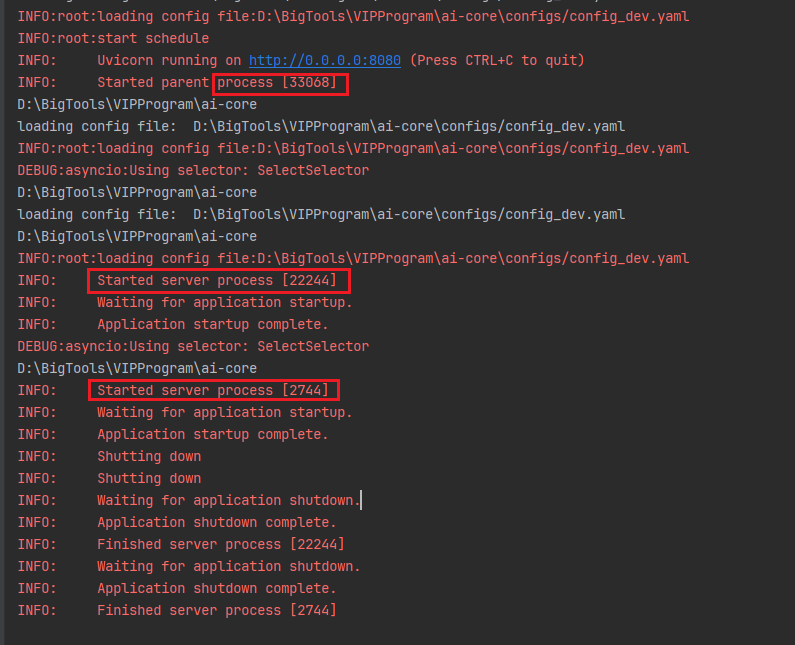 INFO:root:loading config file:D:\BigTools\VIPProgram\ai-core\configs/config_dev.yaml
INFO:root:start schedule
INFO:     Uvicorn running on http://0.0.0.0:8080 (Press CTRL+C to quit)
INFO:     Started parent process [33068]
D:\BigTools\VIPProgram\ai-core
loading config file:  D:\BigTools\VIPProgram\ai-core\configs/config_dev.yaml
INFO:root:loading config file:D:\BigTools\VIPProgram\ai-core\configs/config_dev.yaml
DEBUG:asyncio:Using selector: SelectSelector
D:\BigTools\VIPProgram\ai-core
loading config file:  D:\BigTools\VIPProgram\ai-core\configs/config_dev.yaml
D:\BigTools\VIPProgram\ai-core
INFO:root:loading config file:D:\BigTools\VIPProgram\ai-core\configs/config_dev.yaml
INFO:     Started server process [22244]
INFO:     Waiting for application startup.
INFO:     Application startup complete.
DEBUG:asyncio:Using selector: SelectSelector
D:\BigTools\VIPProgram\ai-core
INFO:     Started server process [2744]
INFO:     Waiting for application startup.
INFO:     Application startup complete.
INFO:     Shutting down
INFO:     Shutting down
INFO:     Waiting for application shutdown.
INFO:     Application shutdown complete.
INFO:     Finished server process [22244]
INFO:     Waiting for application shutdown.
INFO:     Application shutdown complete.
INFO:     Finished server process [2744]